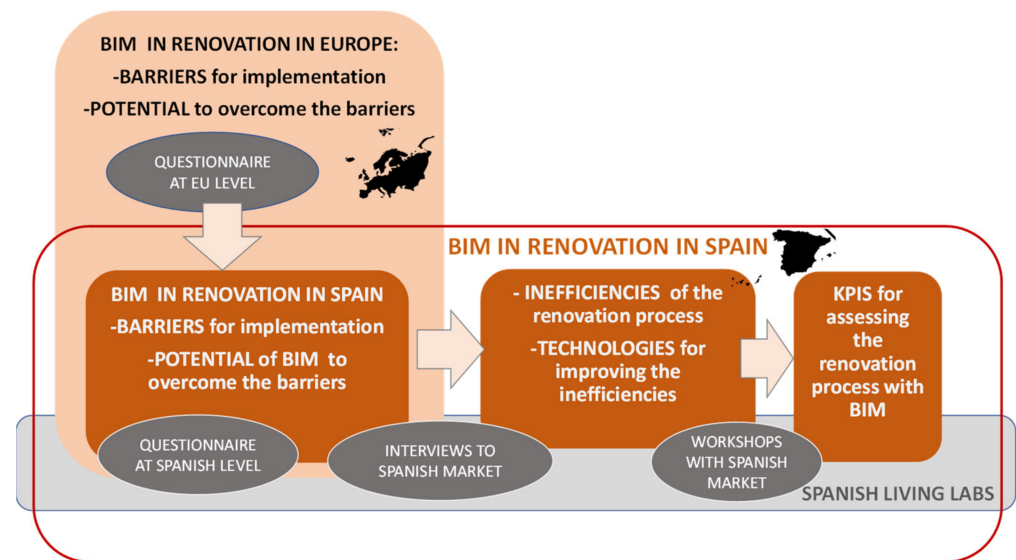 BIM IN RENOVATION IN EUROPE:
-BARRIERS for implementation
-POTENTIAL to overcome the barriers
QUESTIONNAIRE
AT EU LEVEL
BIM IN RENOVATION IN SPAIN
BIM IN RENOVATION IN SPAIN
-BARRIERS for implementation
-POTENTIAL of BIM to
overcome the barriers
- INEFFICIENCIES of the
renovation process
-TECHNOLOGIES for
improving the
inefficiencies
KPIS for
assessing
the
renovation
process with
BIM
QUESTIONNAIRE
AT SPANISH LEVEL
INTERVIEWS TO
SPANISH MARKET
WORKSHOPS
WITH SPANISH
MARKET
SPANISH LIVING LABS